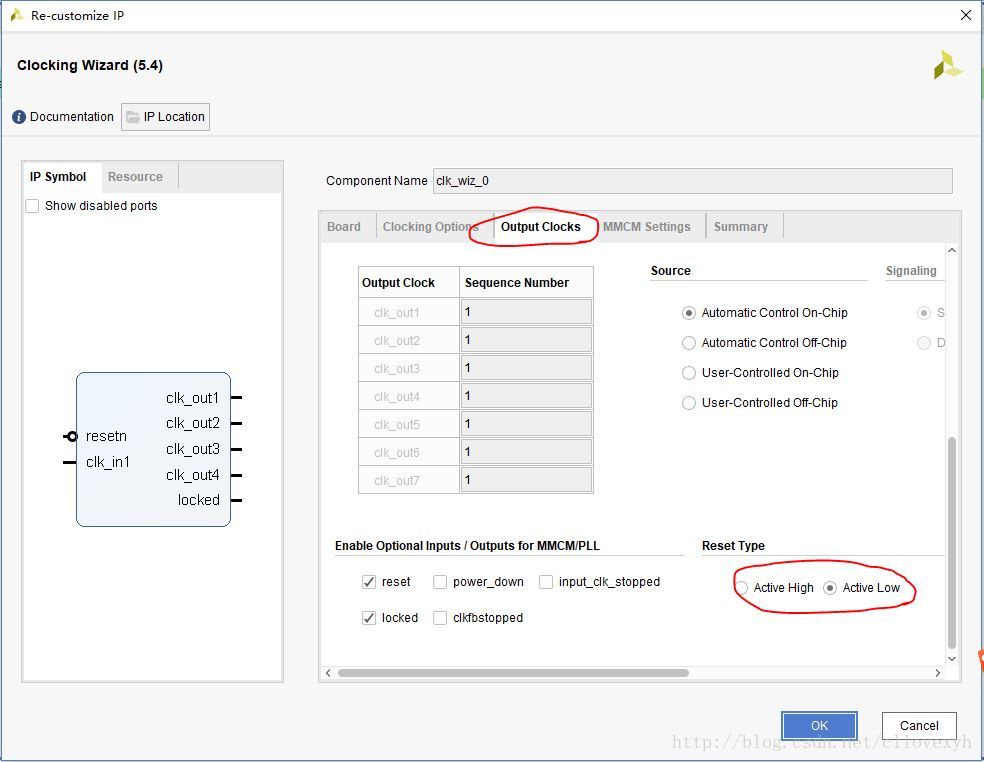 Re-customize IP
Clocking Wizard (5.4)
Documentation
IP Location
IP Symbol
Resource
Show disabled ports
resetn
clk_in1
clk_out1
clk_out2
clk_out3
clk_out4
locked
Component Name
clk_wiz_0
Board
Clocking Options
Output Clocks
MMCM Settings
Summary
Output Clock Sequence Number
clk_out1 1
clk_out2 1
clk_out3 1
clk_out4 1
clk_out5 1
clk_out6 1
clk_out7 1
Source
Automatic Control On-Chip
Automatic Control Off-Chip
User-Controlled On-Chip
User-Controlled Off-Chip
Signaling
S
D
Enable Optional Inputs / Outputs for MMCM/PLL
reset power_down input_clk_stopped
locked clkfbstopped
Reset Type
Active High Active Low
OK
Cancel
http://blog.csdn.net/c11ovexyh